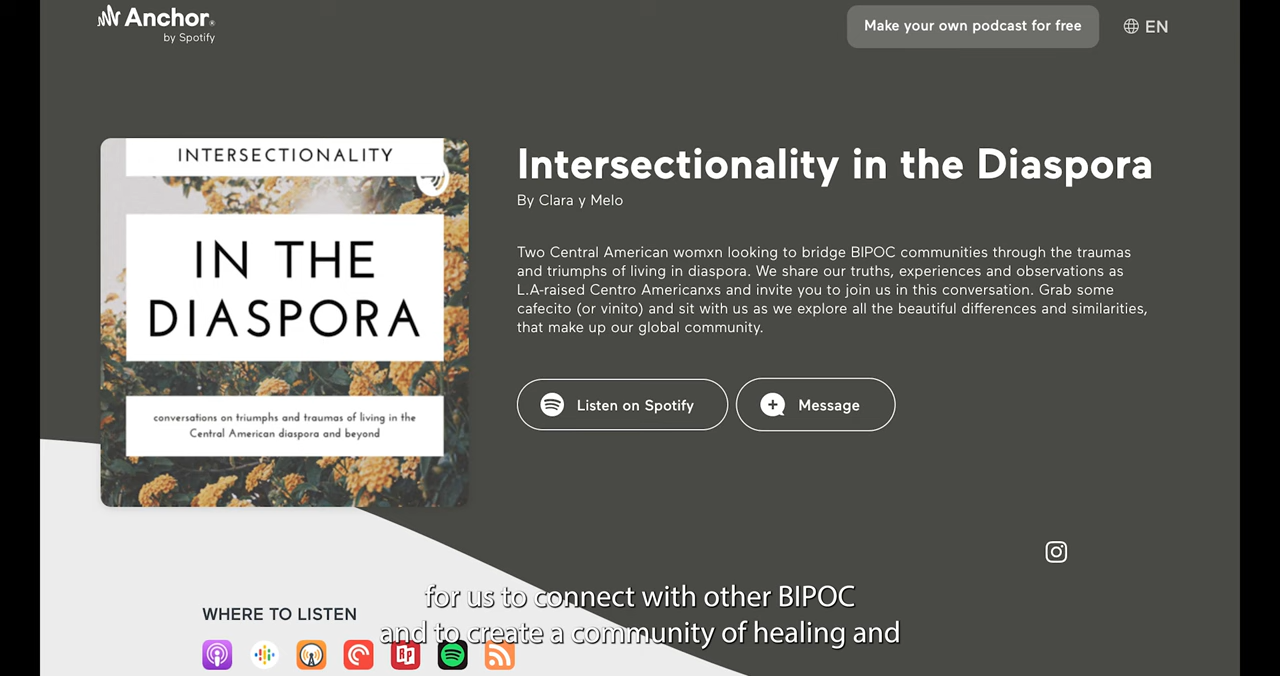 Anchor
by Spotify
Make your own podcast for free
EN
INTERSECTIONALITY
IN THE
DIASPORA
conversations on triumphs and traumas of living in the
Central American diaspora and beyond
Intersectionality in the Diaspora
By Clara y Melo
Two Central American womxn looking to bridge BIPOC communities through the traumas
and triumphs of living in diaspora. We share our truths, experiences and observations as
L.A-raised Centro Americanxs and invite you to join us in this conversation. Grab some
cafecito (or vinito) and sit with us as we explore all the beautiful differences and similarities,
that make up our global community.
Listen on Spotify
Message
WHERE TO LISTEN
RP
for us to connect with other BIPOC
and to create a community of healing and